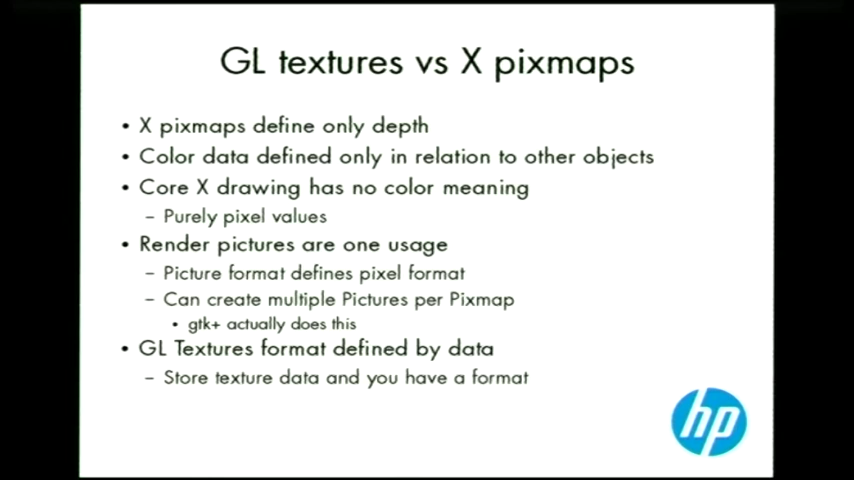 GL textures vs X pixmaps
• X pixmaps define only depth
• Color data defined only in relation to other objects
• Core X drawing has no color meaning
– Purely pixel values
• Render pictures are one usage
– Picture format defines pixel format
– Can create multiple Pictures per Pixmap
• gtk+ actually does this
• GL Textures format defined by data
– Store texture data and you have a format
hp